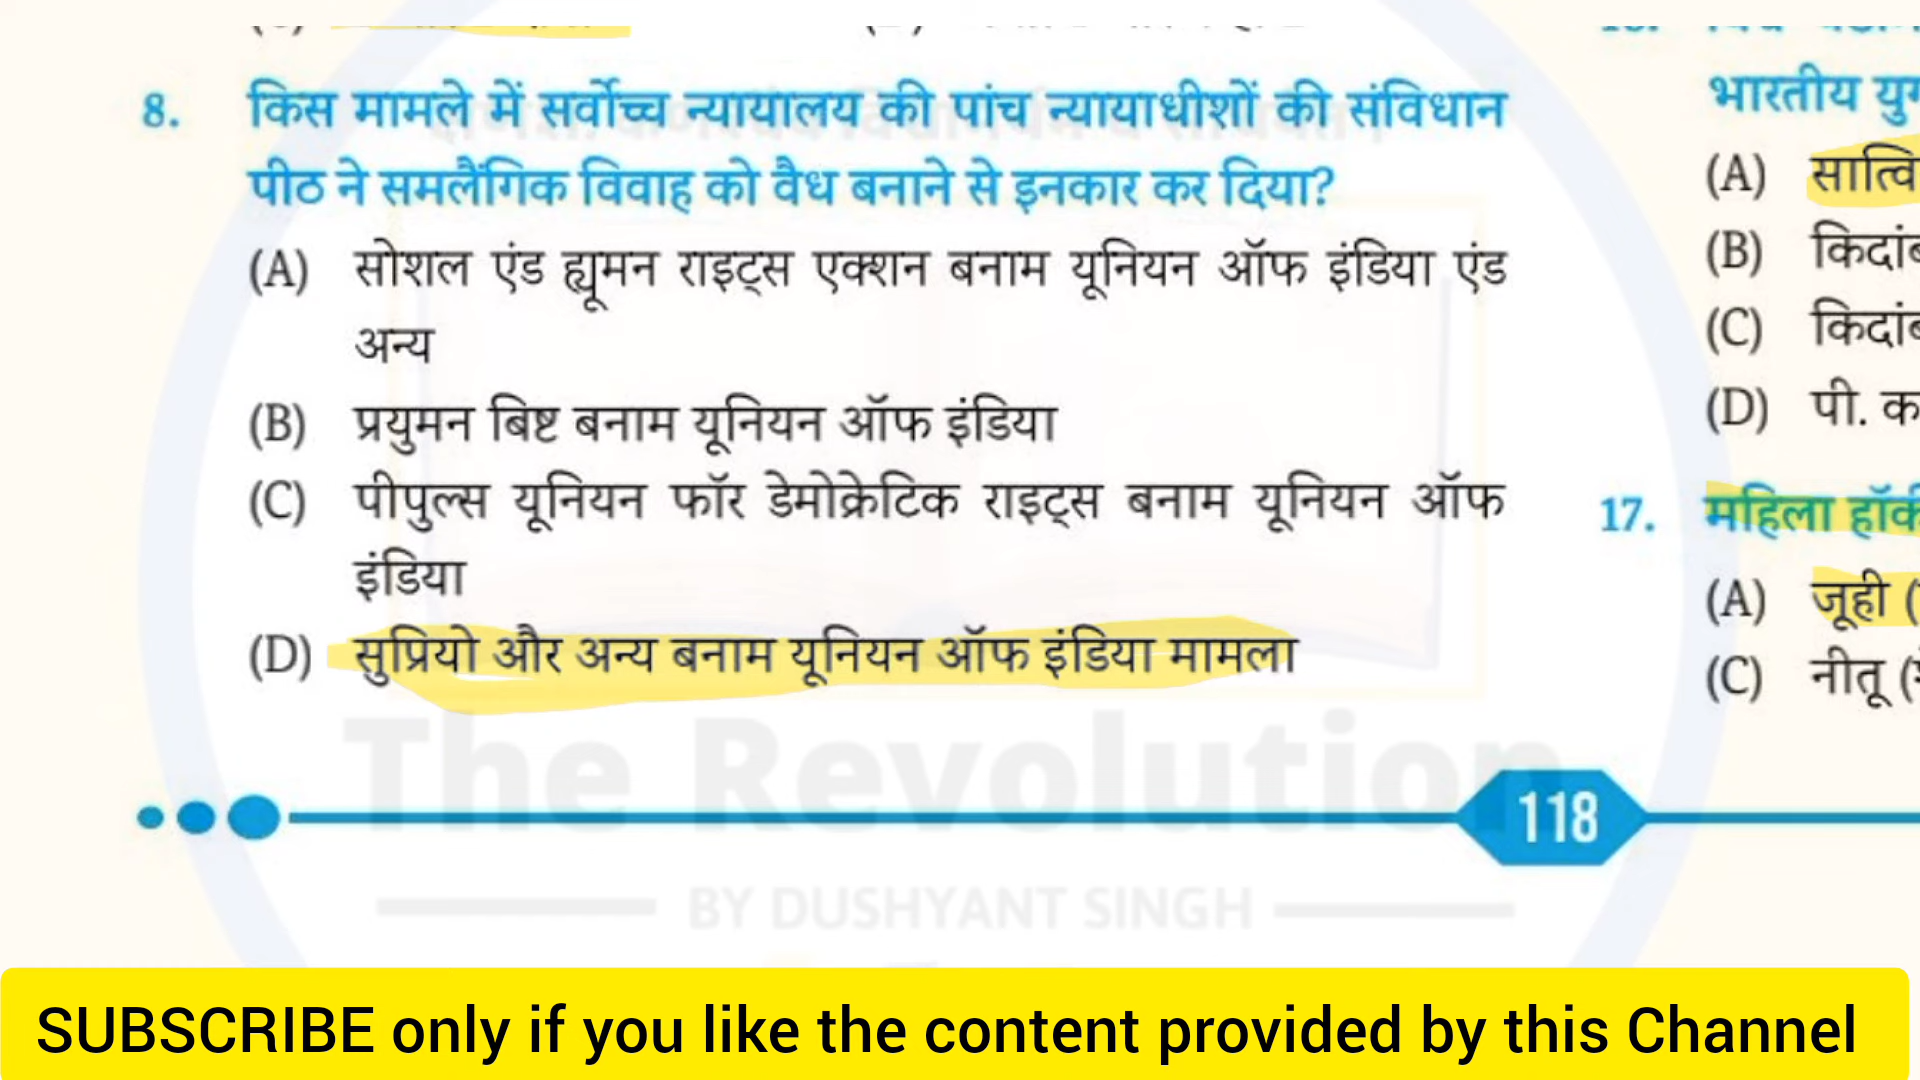 8. किस मामले में सर्वोच्च न्यायालय की पांच न्यायाधीशों की संविधान
पीठ ने समलैंगिक विवाह को वैध बनाने से इनकार कर दिया?
(A) सोशल एंड ह्यूमन राइट्स एक्शन बनाम यूनियन ऑफ इंडिया एंड
अन्य
(B) प्रयुमन बिष्ट बनाम यूनियन ऑफ इंडिया
(C) पीपुल्स यूनियन फॉर डेमोक्रेटिक राइट्स बनाम यूनियन ऑफ
इंडिया
(D) सुप्रियो और अन्य बनाम यूनियन ऑफ इंडिया मामला
भारतीय
(A)
(B)
(C)
(D) पी.
17. महिला
(A) जूही (
(C) नीतू (
The Revolution
118
BY DUSHYANT SINGH
SUBSCRIBE only if you like the content provided by this Channel